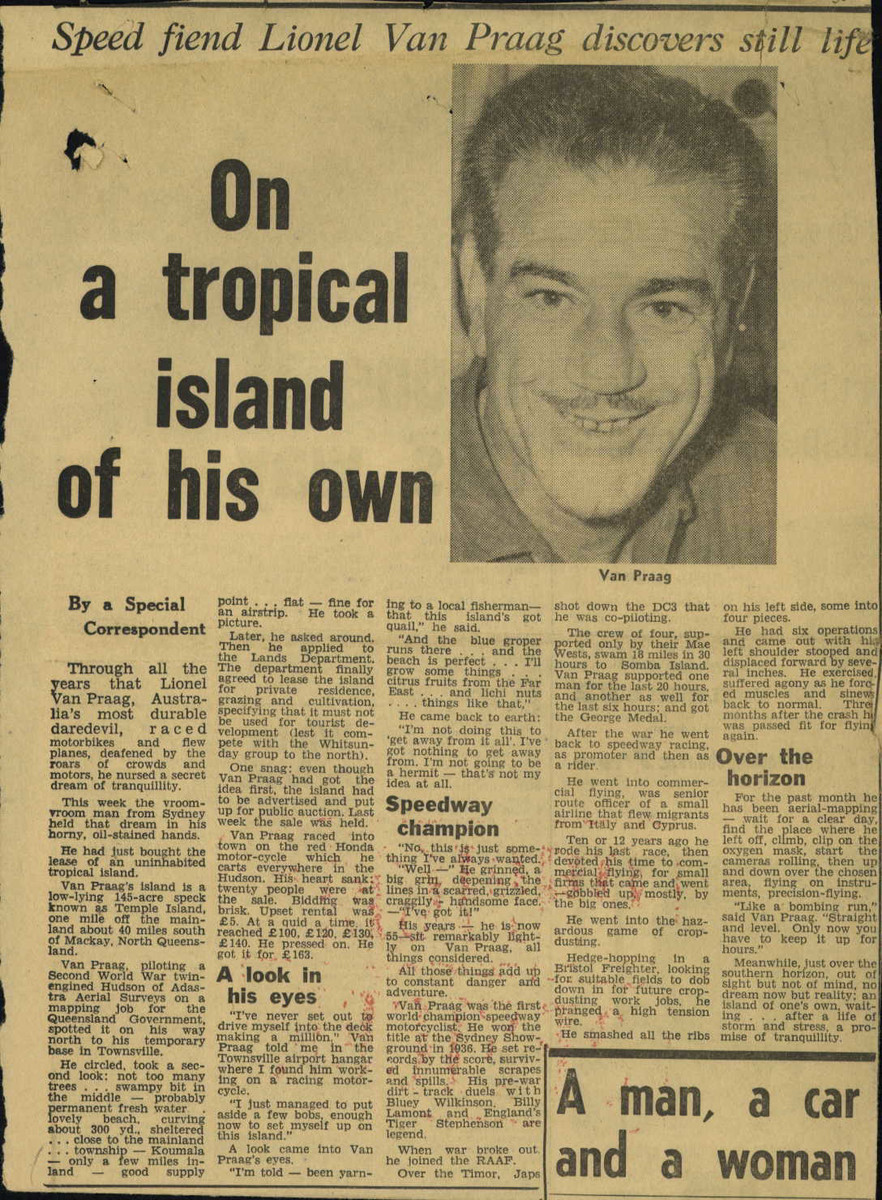 Speed fiend Lionel Van Praag discovers still life
On
a tropical
island
of his own
Van Praag
By a Special
Correspondent
Through all the
years that Lionel
Van Praag, Austra-
lia's most durable
daredevil, raced
motorbikes and flew
planes, deafened by the
roars of crowds and
motors, he nursed a secret
dream of tranquillity.
This week the vroom-
vroom man from Sydney
held that dream in his
horny, oil-stained hands.
He had just bought the
lease of an uninhabited
tropical island.
Van Praag's island is a
low-lying 145-acre speck
known as Temple Island,
one mile off the main-
land about 40 miles south
of Mackay, North Queens-
land.
Van Praag, piloting a
Second World War twin-
engined Hudson of Adas-
tra Aerial Surveys on a
mapping job for the
Queensland Government,
spotted it on his way
north to his temporary
base in Townsville.
He circled, took a sec-
ond look: not too many
trees . . . swampy bit in
the middle — probably
permanent fresh water .
lovely beach, curving
about 300 yd., sheltered
. . . close to the mainland
. . . township — Koumala
— only a few miles in-
land — good supply
point . . . flat — fine for
an airstrip. He took a
picture.
Later, he asked around.
Then he applied to
the Lands Department.
The department finally
agreed to lease the island
for private residence,
grazing and cultivation,
specifying that it must not
be used for tourist de-
velopment (lest it com-
pete with the Whitsun-
day group to the north).
One snag: even though
Van Praag had got the
idea first, the island had
to be advertised and put
up for public auction. Last
week the sale was held.
Van Praag raced into
town on the red Honda
motor-cycle which he
carts everywhere in the
Hudson. His heart sank:
twenty people were at
the sale. Bidding was
brisk. Upset rental was
£5. At a quid a time it
reached £100, £120, £130,
£140. He pressed on. He
got it for £163.
A look in
his eyes
"I've never set out to
drive myself into the deck
making a million," Van
Praag told me in the
Townsville airport hangar
where I found him work-
ing on a racing motor-
cycle.
"I just managed to put
aside a few bobs, enough
now to set myself up on
this island."
A look came into Van
Praag's eyes.
"I'm told — been yarn-
ing to a local fisherman—
that this island's got
quail," he said.
"And the blue groper
runs there . . . and the
beach is perfect . . . I'll
grow some things —
citrus fruits from the Far
East . . . and lichi nuts
. . . . things like that,"
He came back to earth:
"I'm not doing this to
'get away from it all'. I've
got nothing to get away
from. I'm not going to be
a hermit — that's not my
idea at all.
Speedway
champion
"No, this is just some-
thing I've always wanted.
"Well —" He grinned, a
big grin, deepening the
lines in a scarred, grizzled,
craggily - handsome face.
—"I've got it!"
His years — he is now
55—sit remarkably light-
ly on Van Praag, all
things considered.
All those things add up
to constant danger and
adventure.
Van Praag was the first
world champion speedway
motorcyclist. He won the
title at the Sydney Show-
ground in 1936. He set re-
cords by the score, surviv-
ed innumerable scrapes
and spills. His pre-war
dirt - track duels with
Bluey Wilkinson, Billy
Lamont and England's
Tiger Stephenson are
legend.
When war broke out
he joined the RAAF.
Over the Timor, Japs
shot down the DC3 that
he was co-piloting.
The crew of four, sup-
ported only by their Mae
Wests, swam 18 miles in 30
hours to Somba Island.
Van Praag supported one
man for the last 20 hours,
and another as well for
the last six hours; and got
the George Medal.
After the war he went
back to speedway racing,
as promoter and then as
a rider.
He went into commer-
cial flying, was senior
route officer of a small
airline that flew migrants
from Italy and Cyprus.
Ten or 12 years ago he
rode his last race, then
devoted his time to com-
mercial flying, for small
firms that came and went
—gobbled up, mostly, by
the big ones.
He went into the haz-
ardous game of crop-
dusting.
Hedge-hopping in a
Bristol Freighter, looking
for suitable fields to dob
down in for future crop-
dusting work jobs, he
pranged a high tension
wire.
He smashed all the ribs
on his left side, some into
four pieces.
He had six operations
and came out with his
left shoulder stooped and
displaced forward by seve-
ral inches. He exercised,
suffered agony as he forc-
ed muscles and sinews
back to normal. Three
months after the crash he
was passed fit for flying
again.
Over the
horizon
For the past month he
has been aerial-mapping
— wait for a clear day,
find the place where he
left off, climb, clip on the
oxygen mask, start the
cameras rolling, then up
and down over the chosen
area, flying on instru-
ments, precision-flying.
"Like a bombing run,"
said Van Praag. "Straight
and level. Only now you
have to keep it up for
hours."
Meanwhile, just over the
southern horizon, out of
sight but not of mind, no
dream now but reality; an
island of one's own, wait-
ing . . . after a life of
storm and stress, a pro-
mise of tranquillity.
A man, a car
and a woman